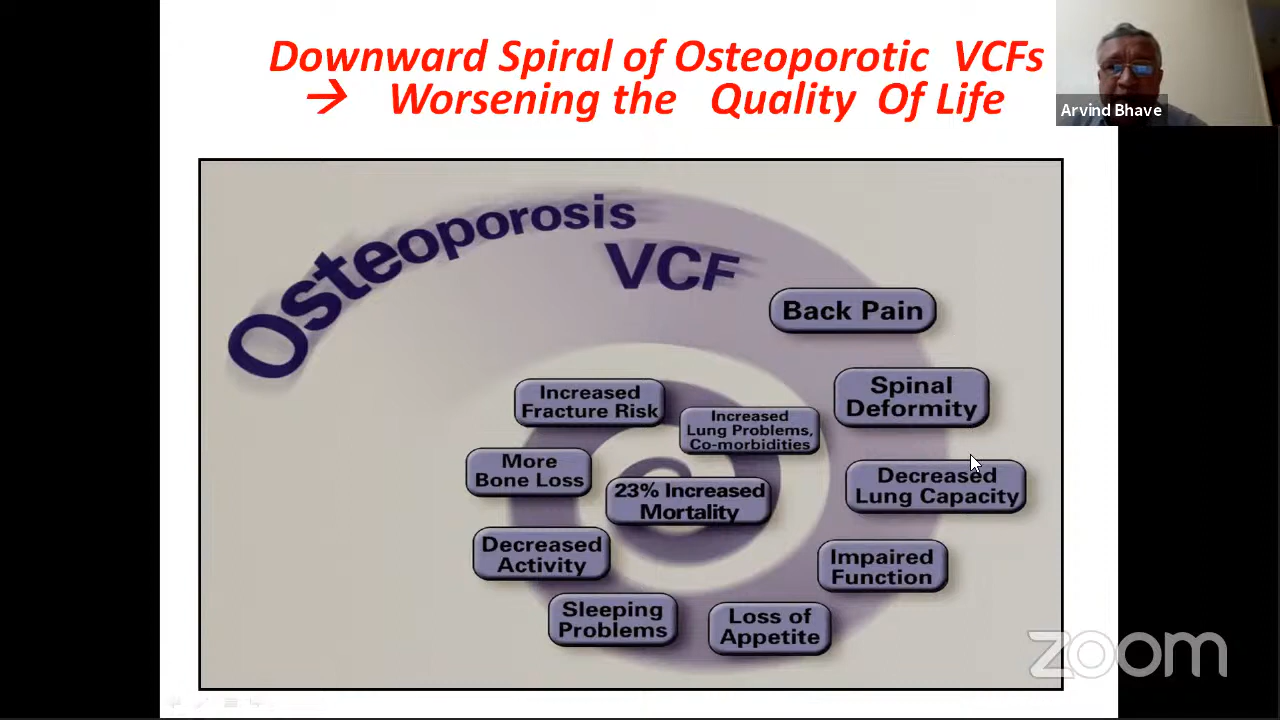 Downward Spiral of Osteoporotic VCFs
→ Worsening the Quality Of Life
Arvind Bhave
Osteoporosis
VCF
Back Pain
Spinal
Deformity
Decreased
Lung Capacity
Impaired
Function
Loss of
Appetite
Sleeping
Problems
Decreased
Activity
More
Bone Loss
Increased
Fracture Risk
Increased
Lung Problems,
Co-morbidities
23% Increased
Mortality
zoom